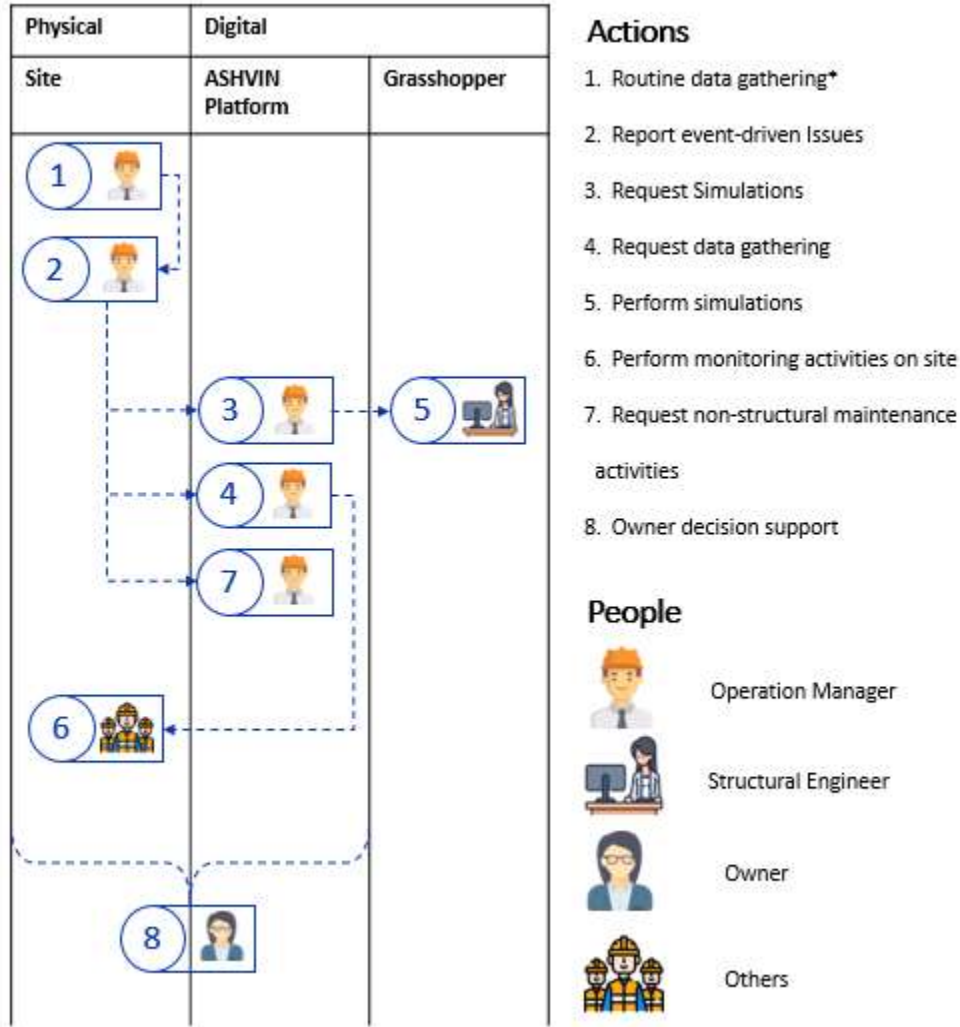 Physical
Digital
Site
ASHVIN
Platform
Grasshopper
1
2
3
5
4
7
6
8
Actions
1. Routine data gathering*
2. Report event-driven Issues
3. Request Simulations
4. Request data gathering
5. Perform simulations
6. Perform monitoring activities on site
7. Request non-structural maintenance
activities
8. Owner decision support
People
Operation Manager
Structural Engineer
Owner
Others